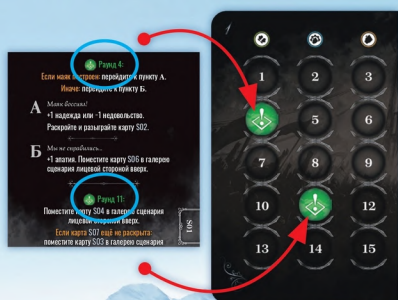 Раунд 4:
Если маяк построен: перейдите к пункту А.
Иначе: перейдите к пункту Б.
А
Маяк воссиял!
+1 надежда или -1 недовольство.
Раскройте и разыграйте карту S02.
Б
Мы не справились...
+1 апатия. Поместите карту S06 в галерею
сценария лицевой стороной вверх.
Раунд 11:
Поместите карту S04 в галерею сценария
лицевой стороной вверх.
Если карта S07 ещё не раскрыта:
поместите карту S03 в галерею сценария
S01
1 2 3
5 6
7 8 9
10 12
13 14 15